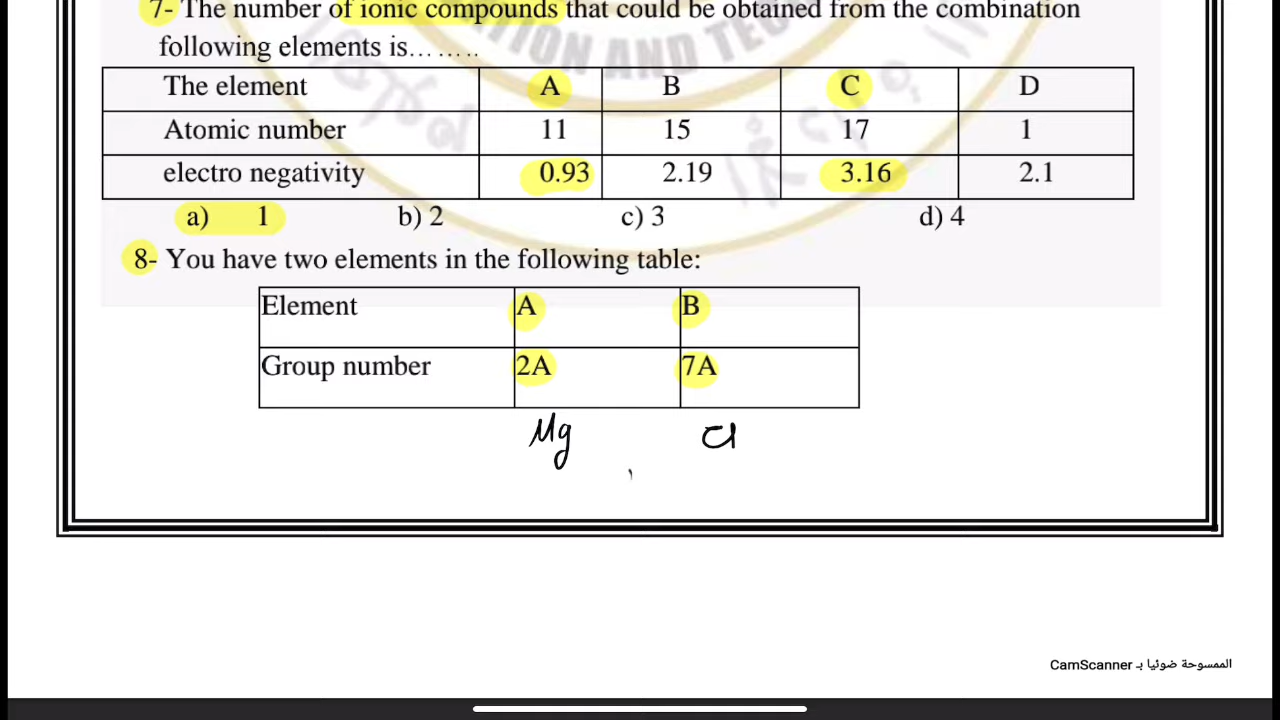 7- The number of ionic compounds that could be obtained from the combination
following elements is........
The element A B C D
Atomic number 11 15 17 1
electro negativity 0.93 2.19 3.16 2.1
a) 1 b) 2 c) 3 d) 4
8- You have two elements in the following table:
Element A B
Group number 2A 7A
Mg Cl
الممسوحة ضوئيا بـ CamScanner